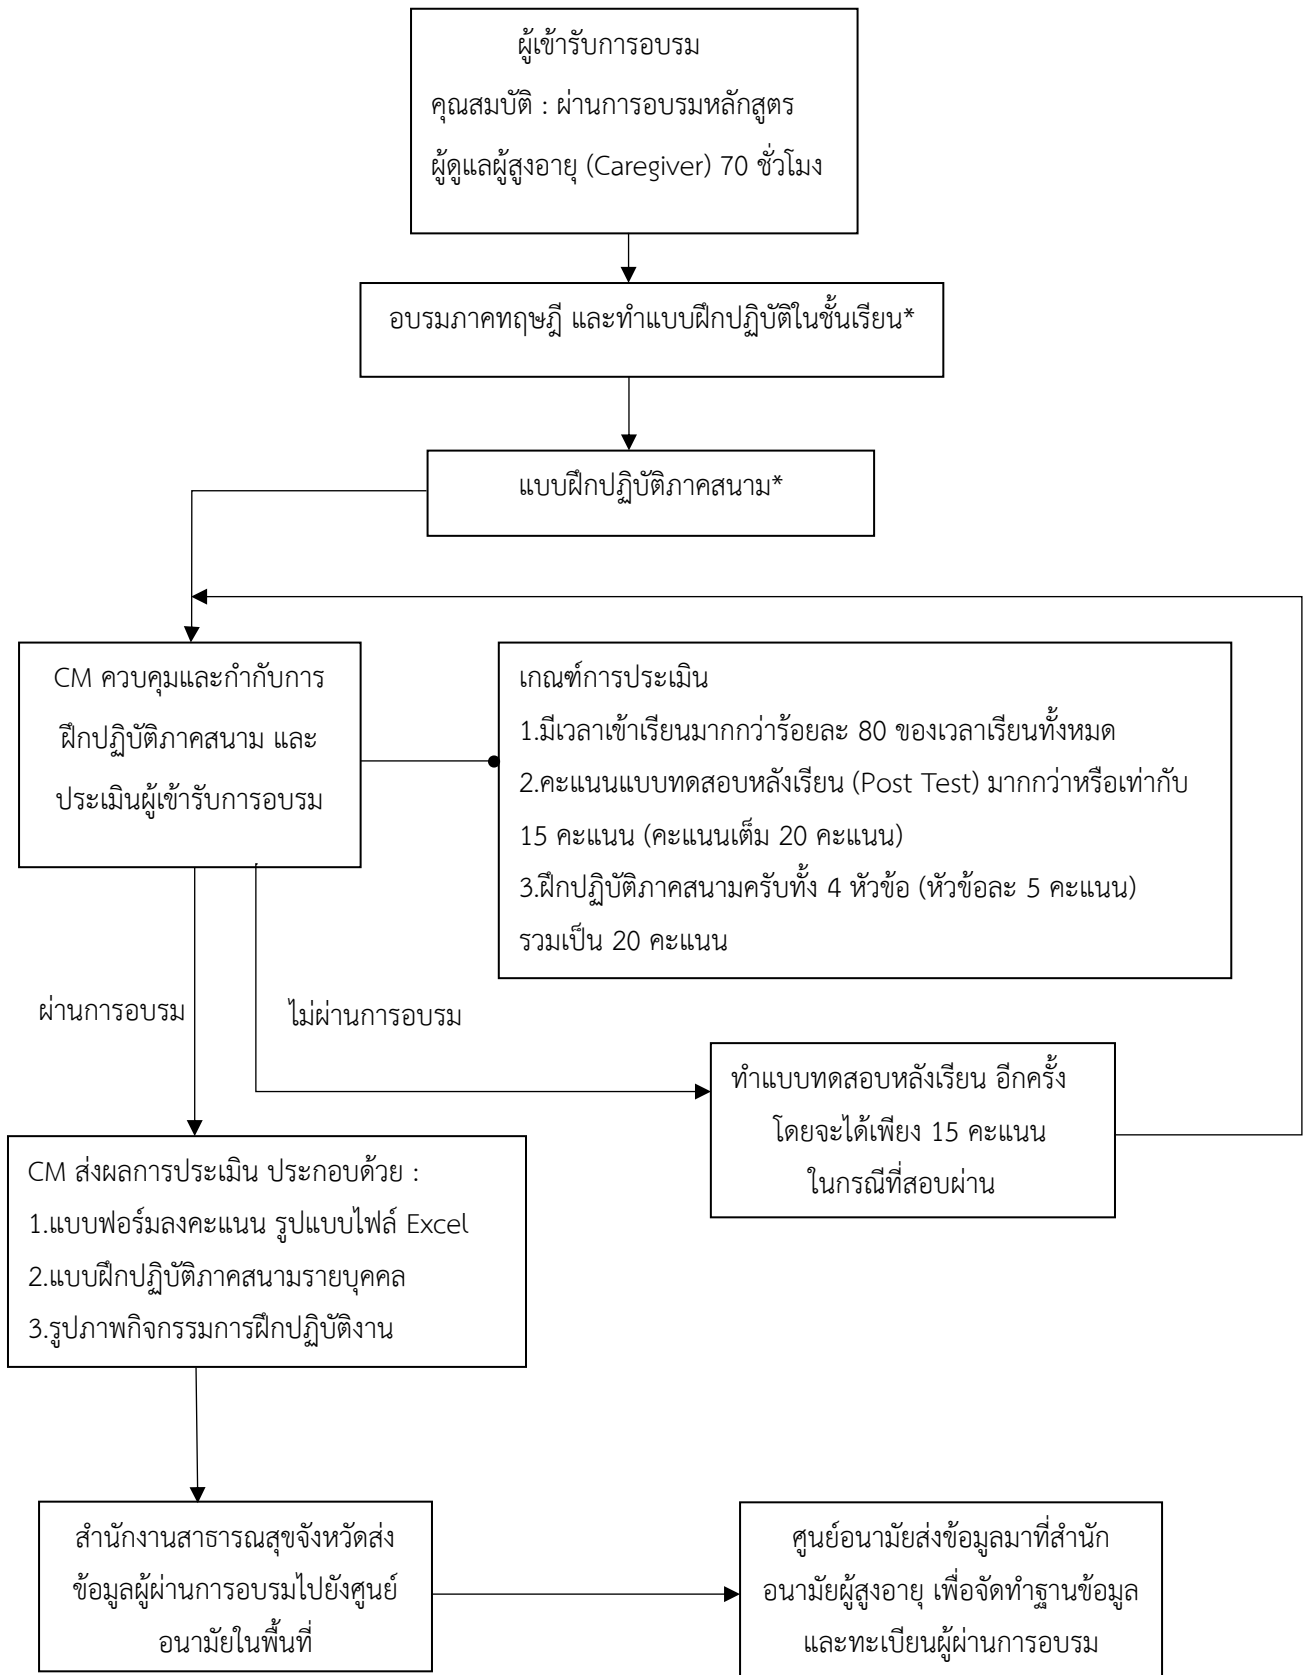 ผู้เข้ารับการอบรม
คุณสมบัติ : ผ่านการอบรมหลักสูตร
ผู้ดูแลผู้สูงอายุ (Caregiver) 70 ชั่วโมง
อบรมภาคทฤษฎี และทำแบบฝึกปฏิบัติในชั้นเรียน*
แบบฝึกปฏิบัติภาคสนาม*
CM ควบคุมและกำกับการ
ฝึกปฏิบัติภาคสนาม และ
ประเมินผู้เข้ารับการอบรม
เกณฑ์การประเมิน
1.มีเวลาเข้าเรียนมากกว่าร้อยละ 80 ของเวลาเรียนทั้งหมด
2.คะแนนแบบทดสอบหลังเรียน (Post Test) มากกว่าหรือเท่ากับ
15 คะแนน (คะแนนเต็ม 20 คะแนน)
3.ฝึกปฏิบัติภาคสนามครับทั้ง 4 หัวข้อ (หัวข้อละ 5 คะแนน)
รวมเป็น 20 คะแนน
ผ่านการอบรม
ไม่ผ่านการอบรม
ทำแบบทดสอบหลังเรียน อีกครั้ง
โดยจะได้เพียง 15 คะแนน
ในกรณีที่สอบผ่าน
CM ส่งผลการประเมิน ประกอบด้วย :
1.แบบฟอร์มลงคะแนน รูปแบบไฟล์ Excel
2.แบบฝึกปฏิบัติภาคสนามรายบุคคล
3.รูปภาพกิจกรรมการฝึกปฏิบัติงาน
สำนักงานสาธารณสุขจังหวัดส่ง
ข้อมูลผู้ผ่านการอบรมไปยังศูนย์
อนามัยในพื้นที่
ศูนย์อนามัยส่งข้อมูลมาที่สำนัก
อนามัยผู้สูงอายุ เพื่อจัดทำฐานข้อมูล
และทะเบียนผู้ผ่านการอบรม